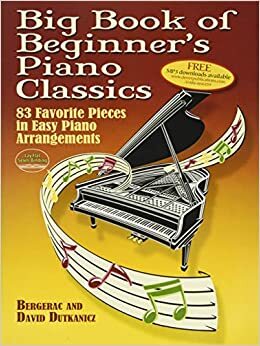 Big Book of
Beginner's
Piano
Classics
FREE
MP3 downloads available
83 Favorite Pieces
in Easy Piano
Arrangements
BERGERAC AND
DAVID DUTKANICZ